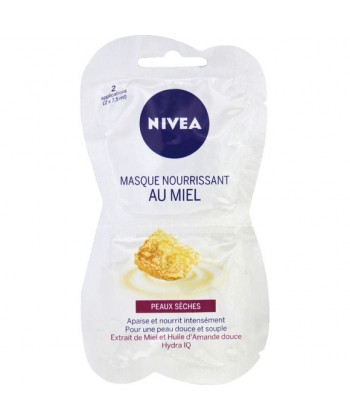 2
applications
(2 x 7,5 ml)
NIVEA
MASQUE NOURRISSANT
AU MIEL
PEAUX SÈCHES
Apaise et nourrit intensément
Pour une peau douce et souple
Extrait de Miel et Huile d'Amande douce
Hydra IQ